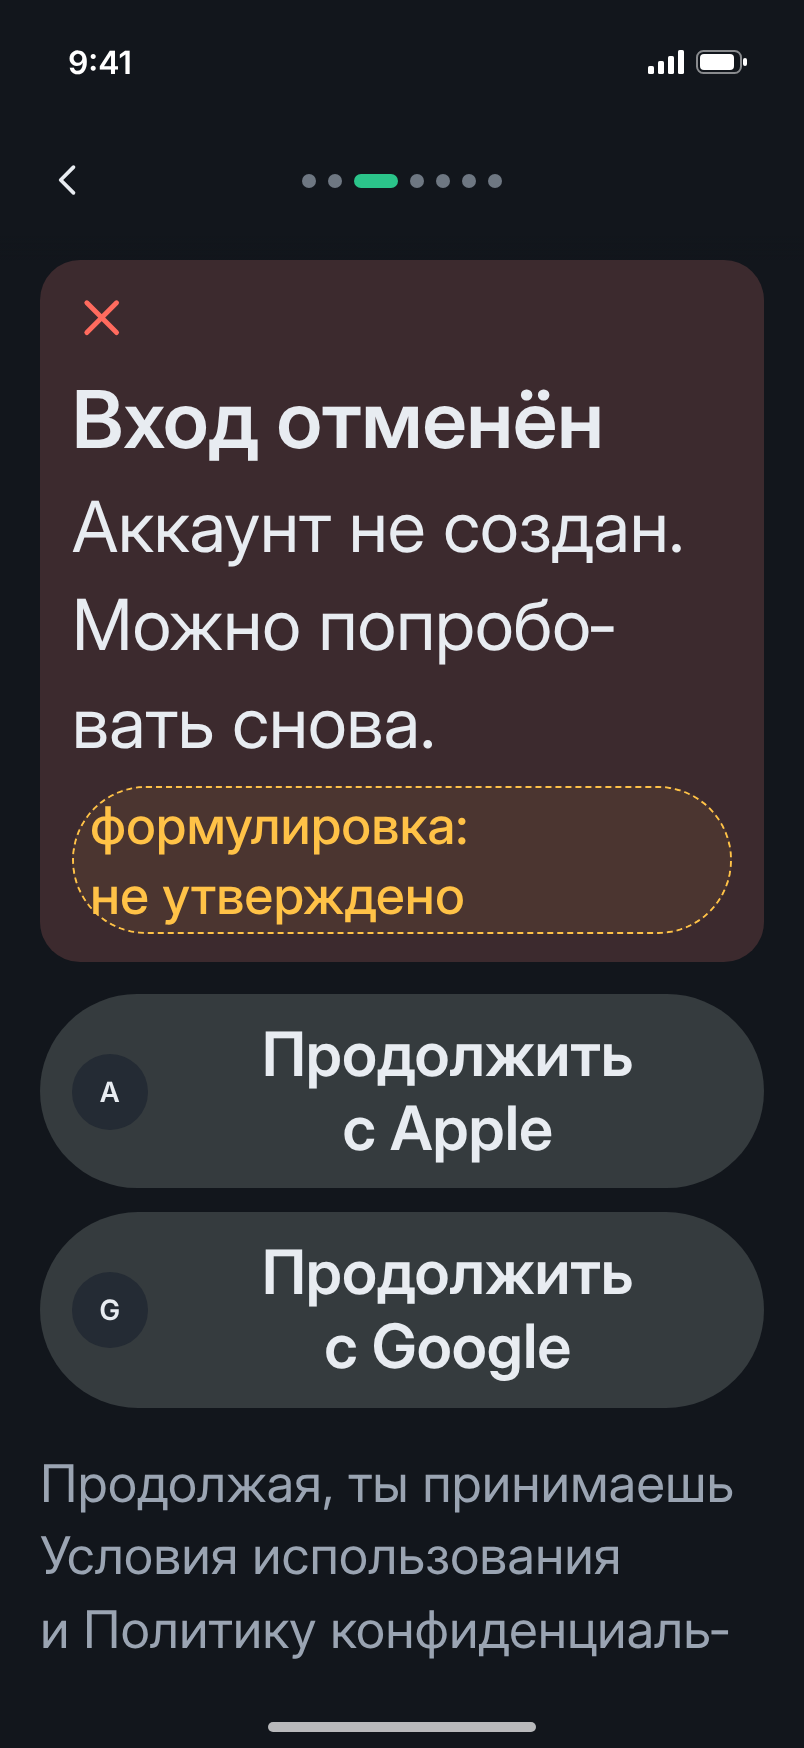 9:41
Вход отменён
Аккаунт не создан.
Можно попробо-
вать снова.
формулировка:
не утверждено
A
Продолжить
с Apple
G
Продолжить
с Google
Продолжая, ты принимаешь
Условия использования
и Политику конфиденциаль-